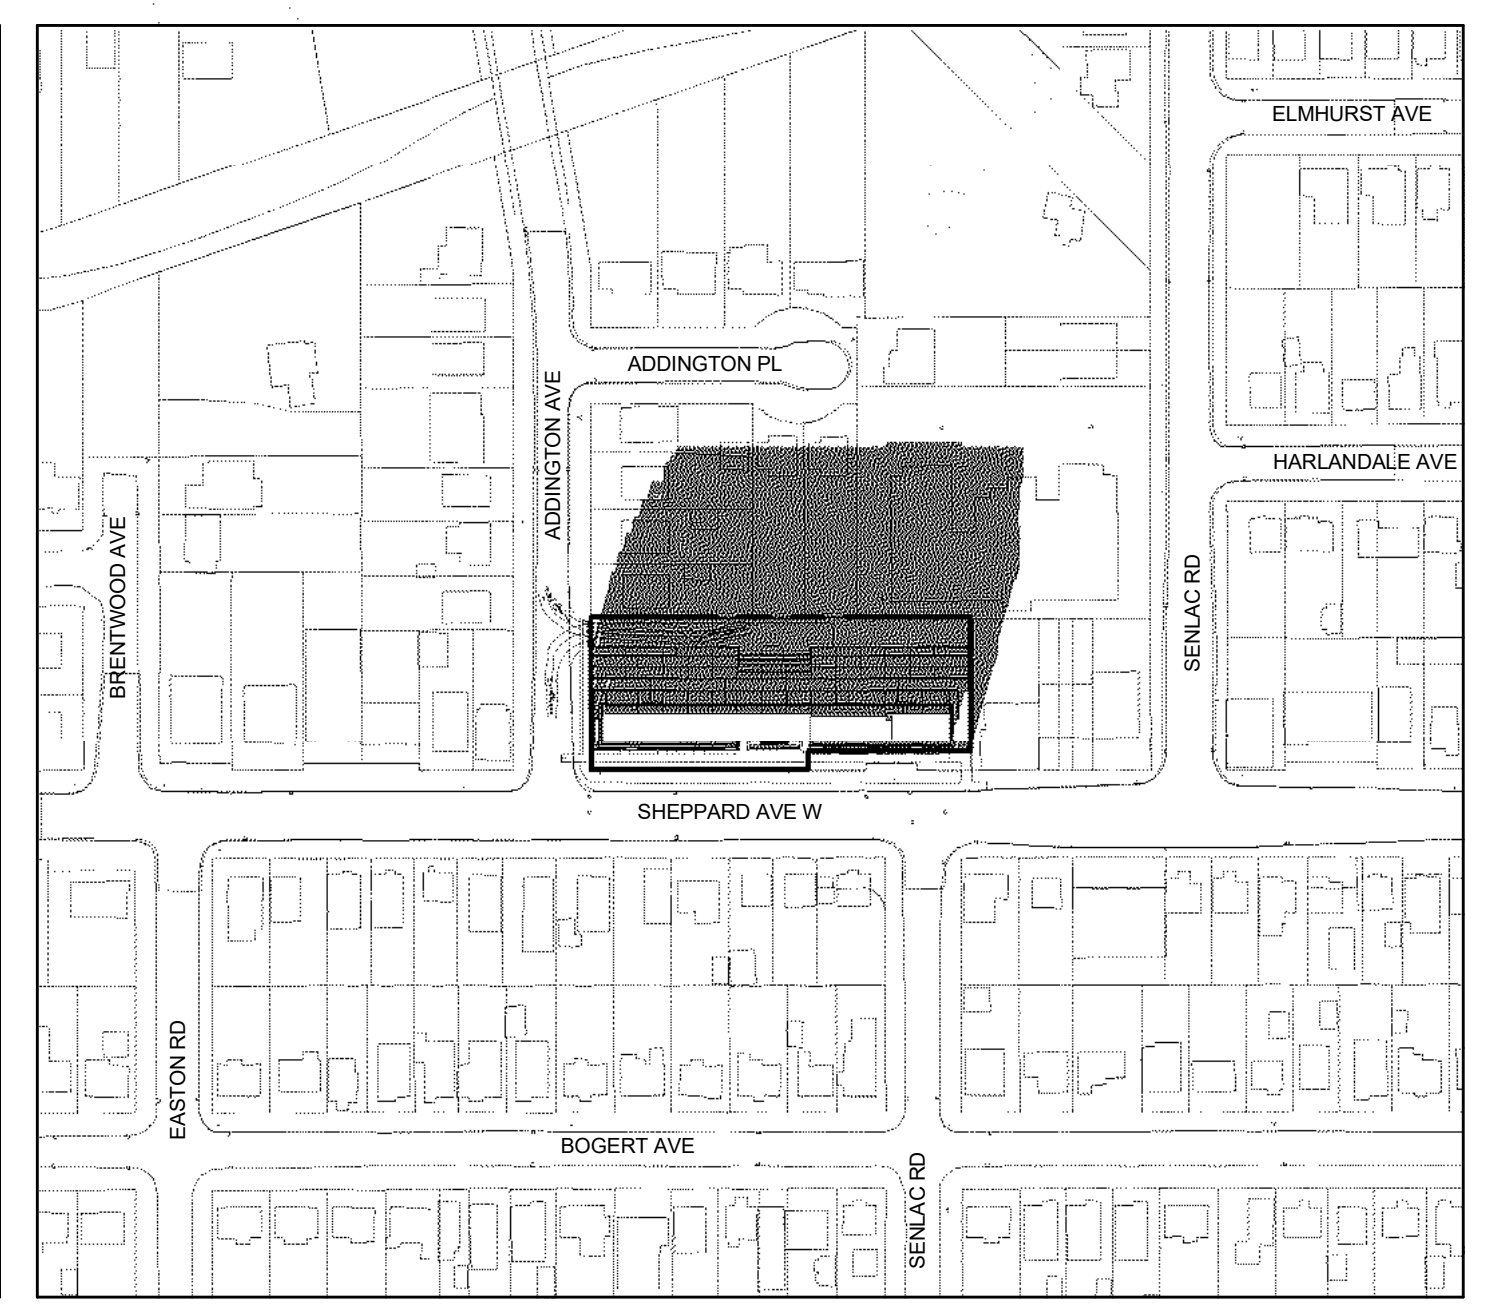 ELMHURST AVE
ADDINGTON PL
ADDINGTON AVE
HARLANDALE AVE
BRENTWOOD AVE
SENLAC RD
SHEPPARD AVE W
EASTON RD
BOGERT AVE
SENLAC RD